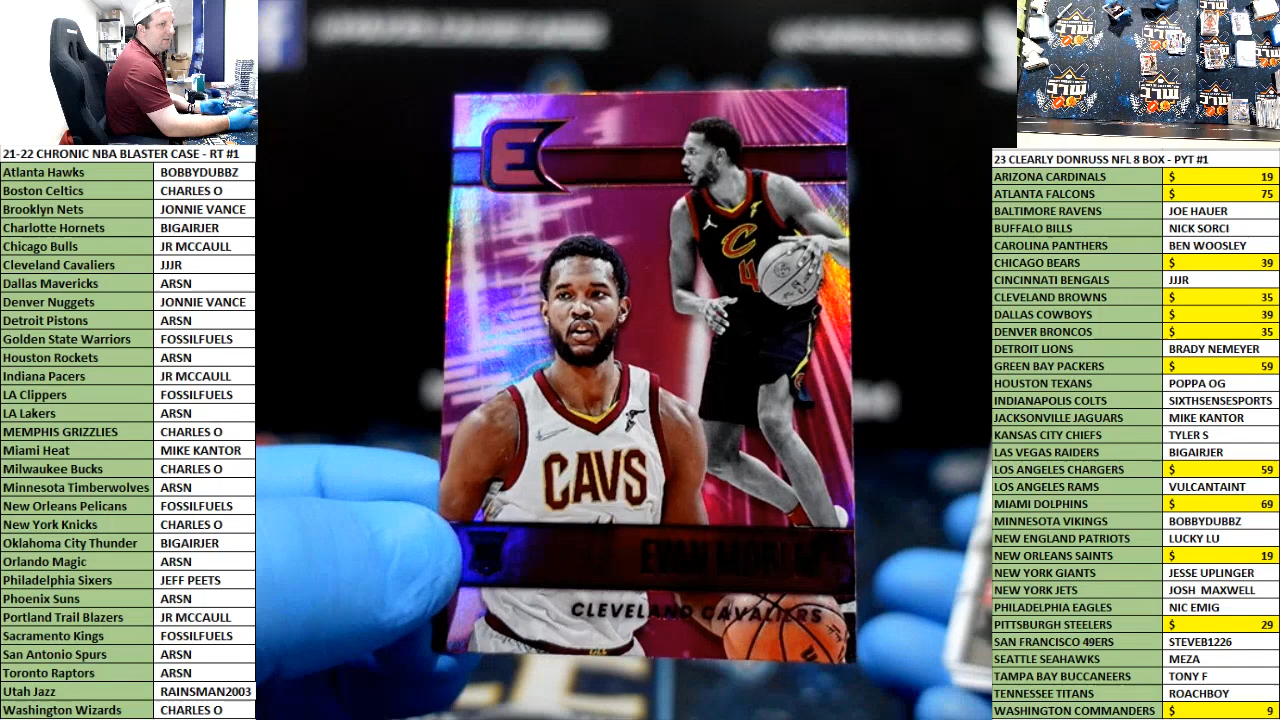 21-22 CHRONIC NBA BLASTER CASE - RT #1
Atlanta Hawks BOBBYDUBBZ
Boston Celtics CHARLES O
Brooklyn Nets JONNIE VANCE
Charlotte Hornets BIGAIRJER
Chicago Bulls JR MCCAULL
Cleveland Cavaliers JJJR
Dallas Mavericks ARSN
Denver Nuggets JONNIE VANCE
Detroit Pistons ARSN
Golden State Warriors FOSSILFUELS
Houston Rockets ARSN
Indiana Pacers JR MCCAULL
LA Clippers FOSSILFUELS
LA Lakers ARSN
MEMPHIS GRIZZLIES CHARLES O
Miami Heat MIKE KANTOR
Milwaukee Bucks CHARLES O
Minnesota Timberwolves ARSN
New Orleans Pelicans FOSSILFUELS
New York Knicks CHARLES O
Oklahoma City Thunder BIGAIRJER
Orlando Magic ARSN
Philadelphia Sixers JEFF PEETS
Phoenix Suns ARSN
Portland Trail Blazers JR MCCAULL
Sacramento Kings FOSSILFUELS
San Antonio Spurs ARSN
Toronto Raptors ARSN
Utah Jazz RAINSMAN2003
Washington Wizards CHARLES O
E
C
4
CAVS
CLEVELAND CAVALIERS
23 CLEARLY DONRUSS NFL 8 BOX - PYT #1
ARIZONA CARDINALS $ 19
ATLANTA FALCONS $ 75
BALTIMORE RAVENS JOE HAUER
BUFFALO BILLS NICK SORCI
CAROLINA PANTHERS BEN WOOSLEY
CHICAGO BEARS $ 39
CINCINNATI BENGALS JJJR
CLEVELAND BROWNS $ 35
DALLAS COWBOYS $ 39
DENVER BRONCOS $ 35
DETROIT LIONS BRADY NEMEYER
GREEN BAY PACKERS $ 59
HOUSTON TEXANS POPPA OG
INDIANAPOLIS COLTS SIXTHSENSESPORTS
JACKSONVILLE JAGUARS MIKE KANTOR
KANSAS CITY CHIEFS TYLER S
LAS VEGAS RAIDERS BIGAIRJER
LOS ANGELES CHARGERS $ 59
LOS ANGELES RAMS VULCANTAINT
MIAMI DOLPHINS $ 69
MINNESOTA VIKINGS BOBBYDUBBZ
NEW ENGLAND PATRIOTS LUCKY LU
NEW ORLEANS SAINTS $ 19
NEW YORK GIANTS JESSE UPLINGER
NEW YORK JETS JOSH MAXWELL
PHILADELPHIA EAGLES NIC EMIG
PITTSBURGH STEELERS $ 29
SAN FRANCISCO 49ERS STEVEB1226
SEATTLE SEAHAWKS MEZA
TAMPA BAY BUCCANEERS TONY F
TENNESSEE TITANS ROACHBOY
WASHINGTON COMMANDERS $ 9